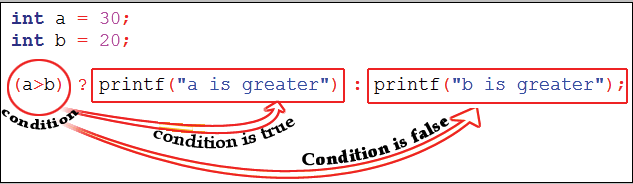 int a = 30;
int b = 20;
(a>b) ? printf("a is greater") : printf("b is greater");
condition
condition is true
Condition is false